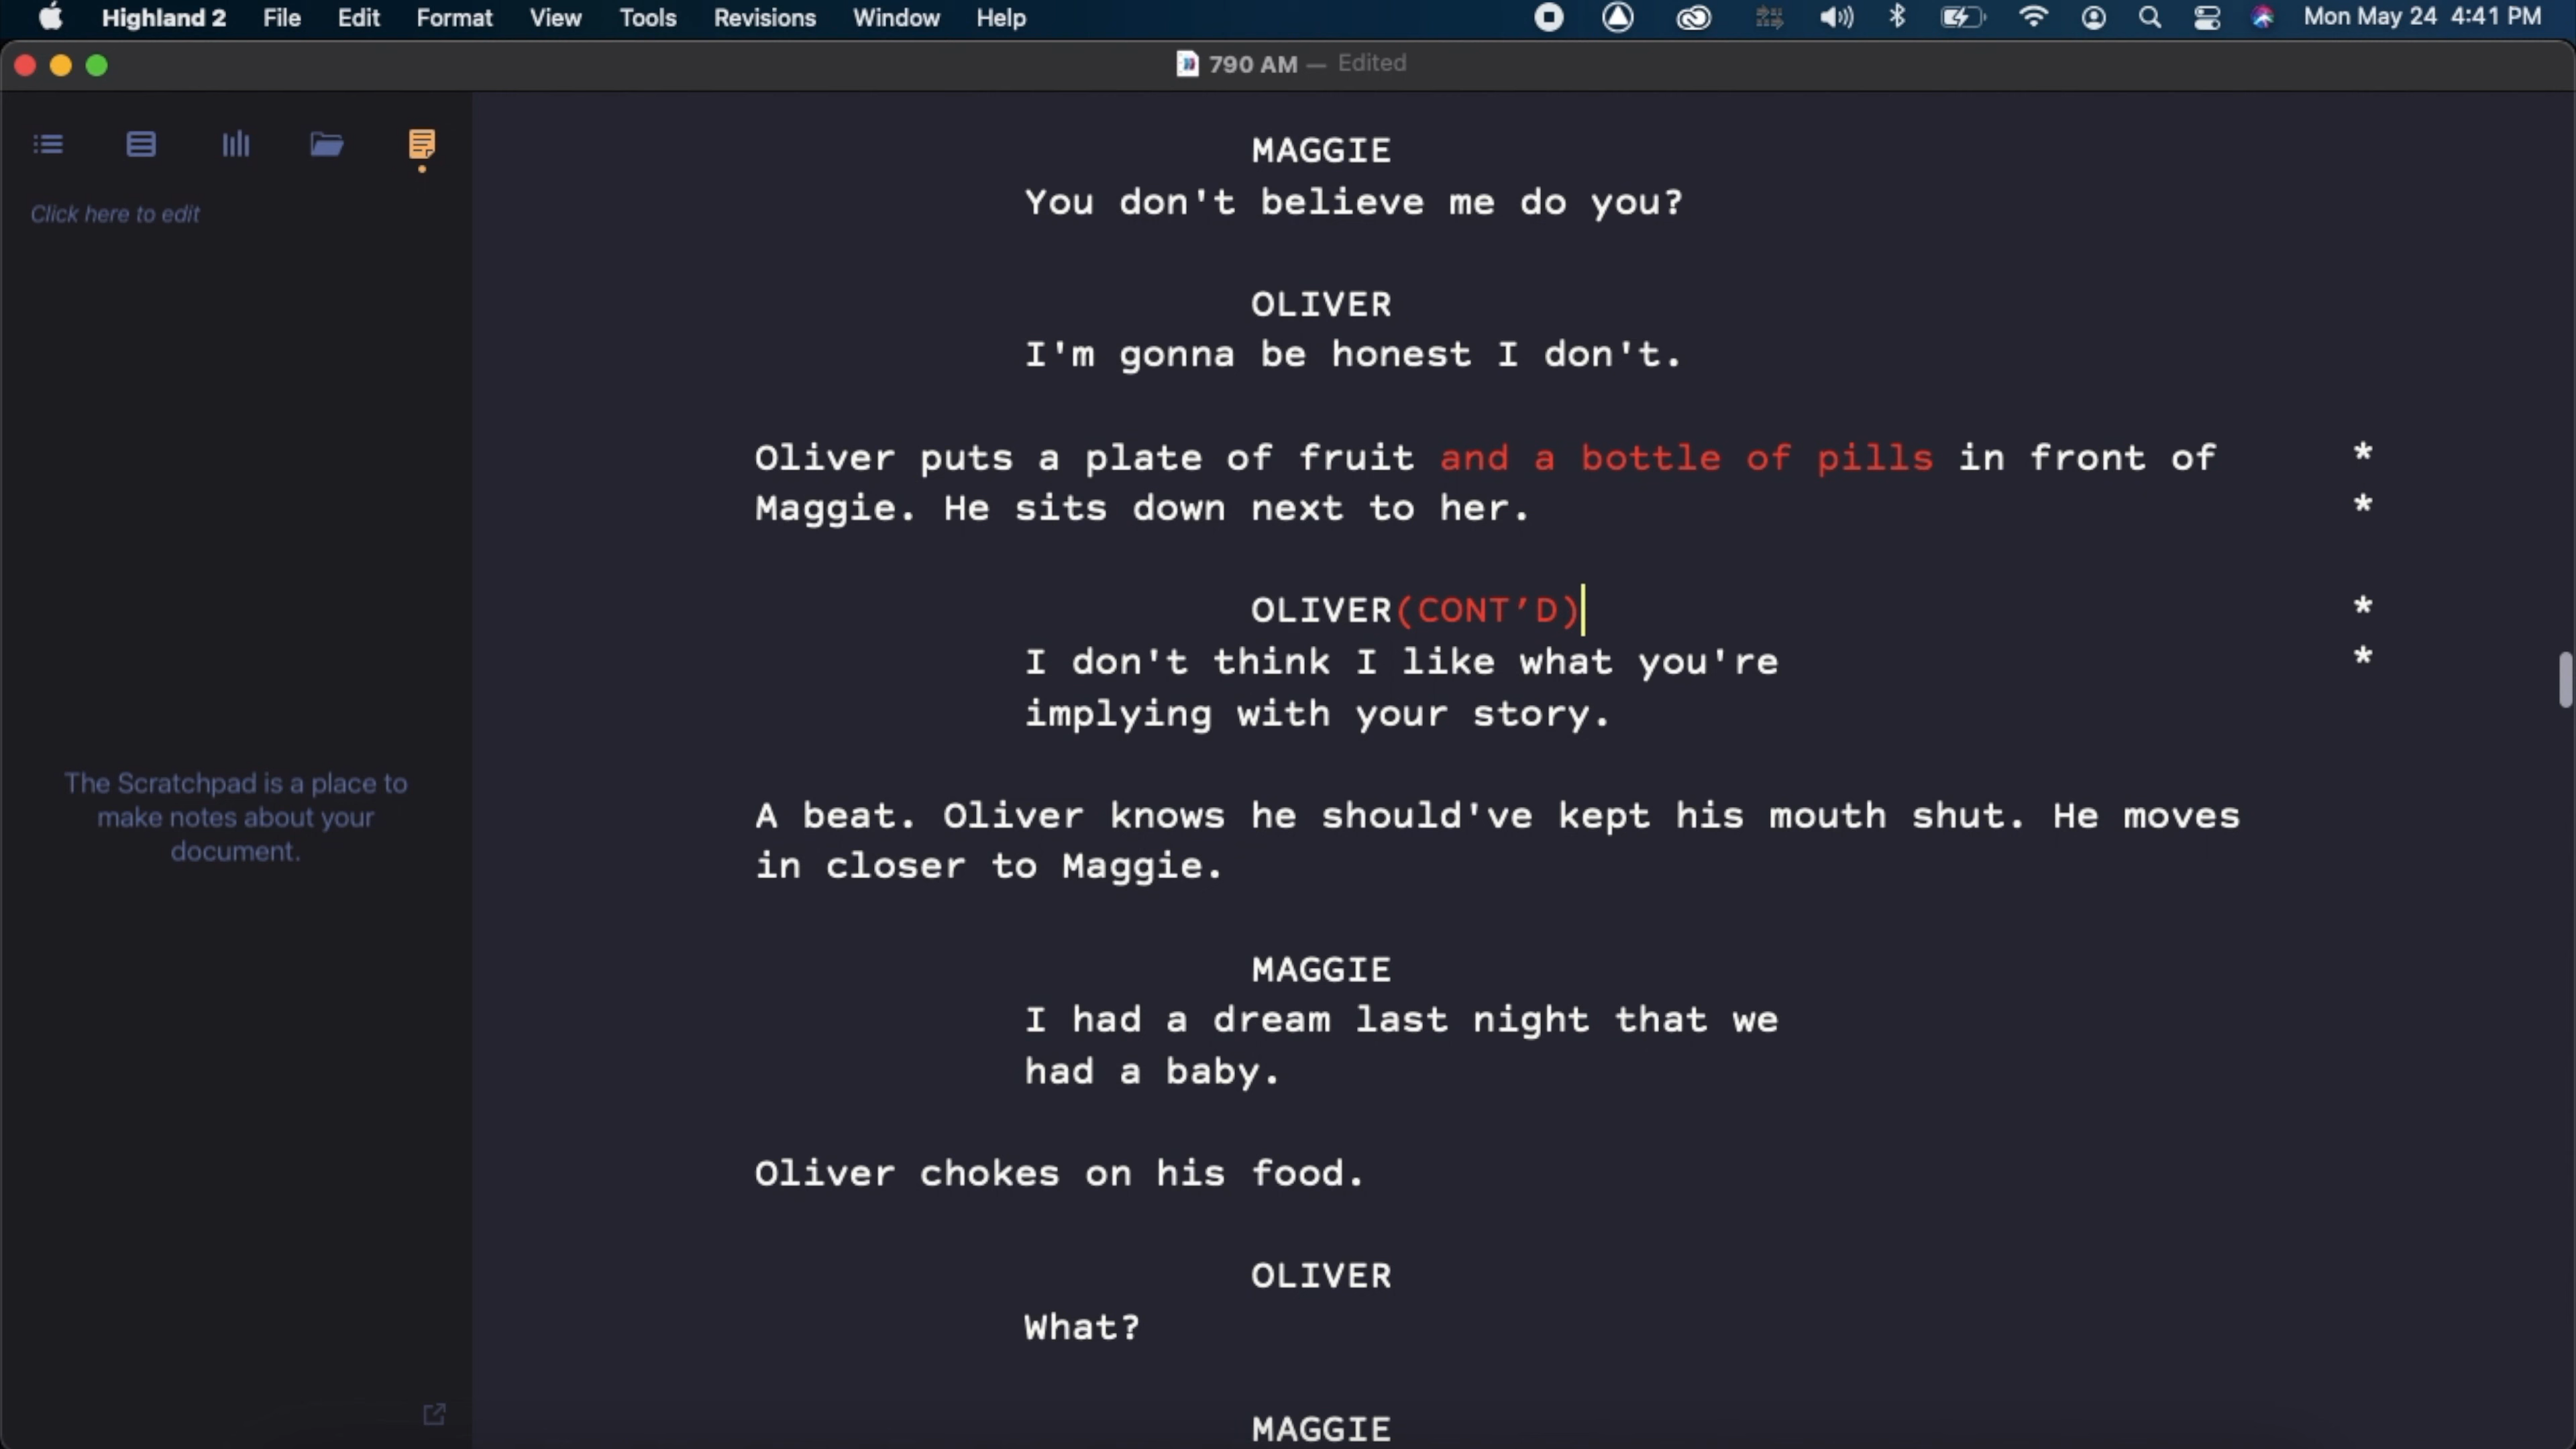 Highland 2 File Edit Format View Tools Revisions Window Help Mon May 24 4:41 PM
790 AM — Edited
Click here to edit
The Scratchpad is a place to
make notes about your
document.
MAGGIE
You don't believe me do you?
OLIVER
I'm gonna be honest I don't.
Oliver puts a plate of fruit and a bottle of pills in front of *
Maggie. He sits down next to her. *
OLIVER(CONT’D) *
I don't think I like what you're *
implying with your story.
A beat. Oliver knows he should've kept his mouth shut. He moves
in closer to Maggie.
MAGGIE
I had a dream last night that we
had a baby.
Oliver chokes on his food.
OLIVER
What?
MAGGIE